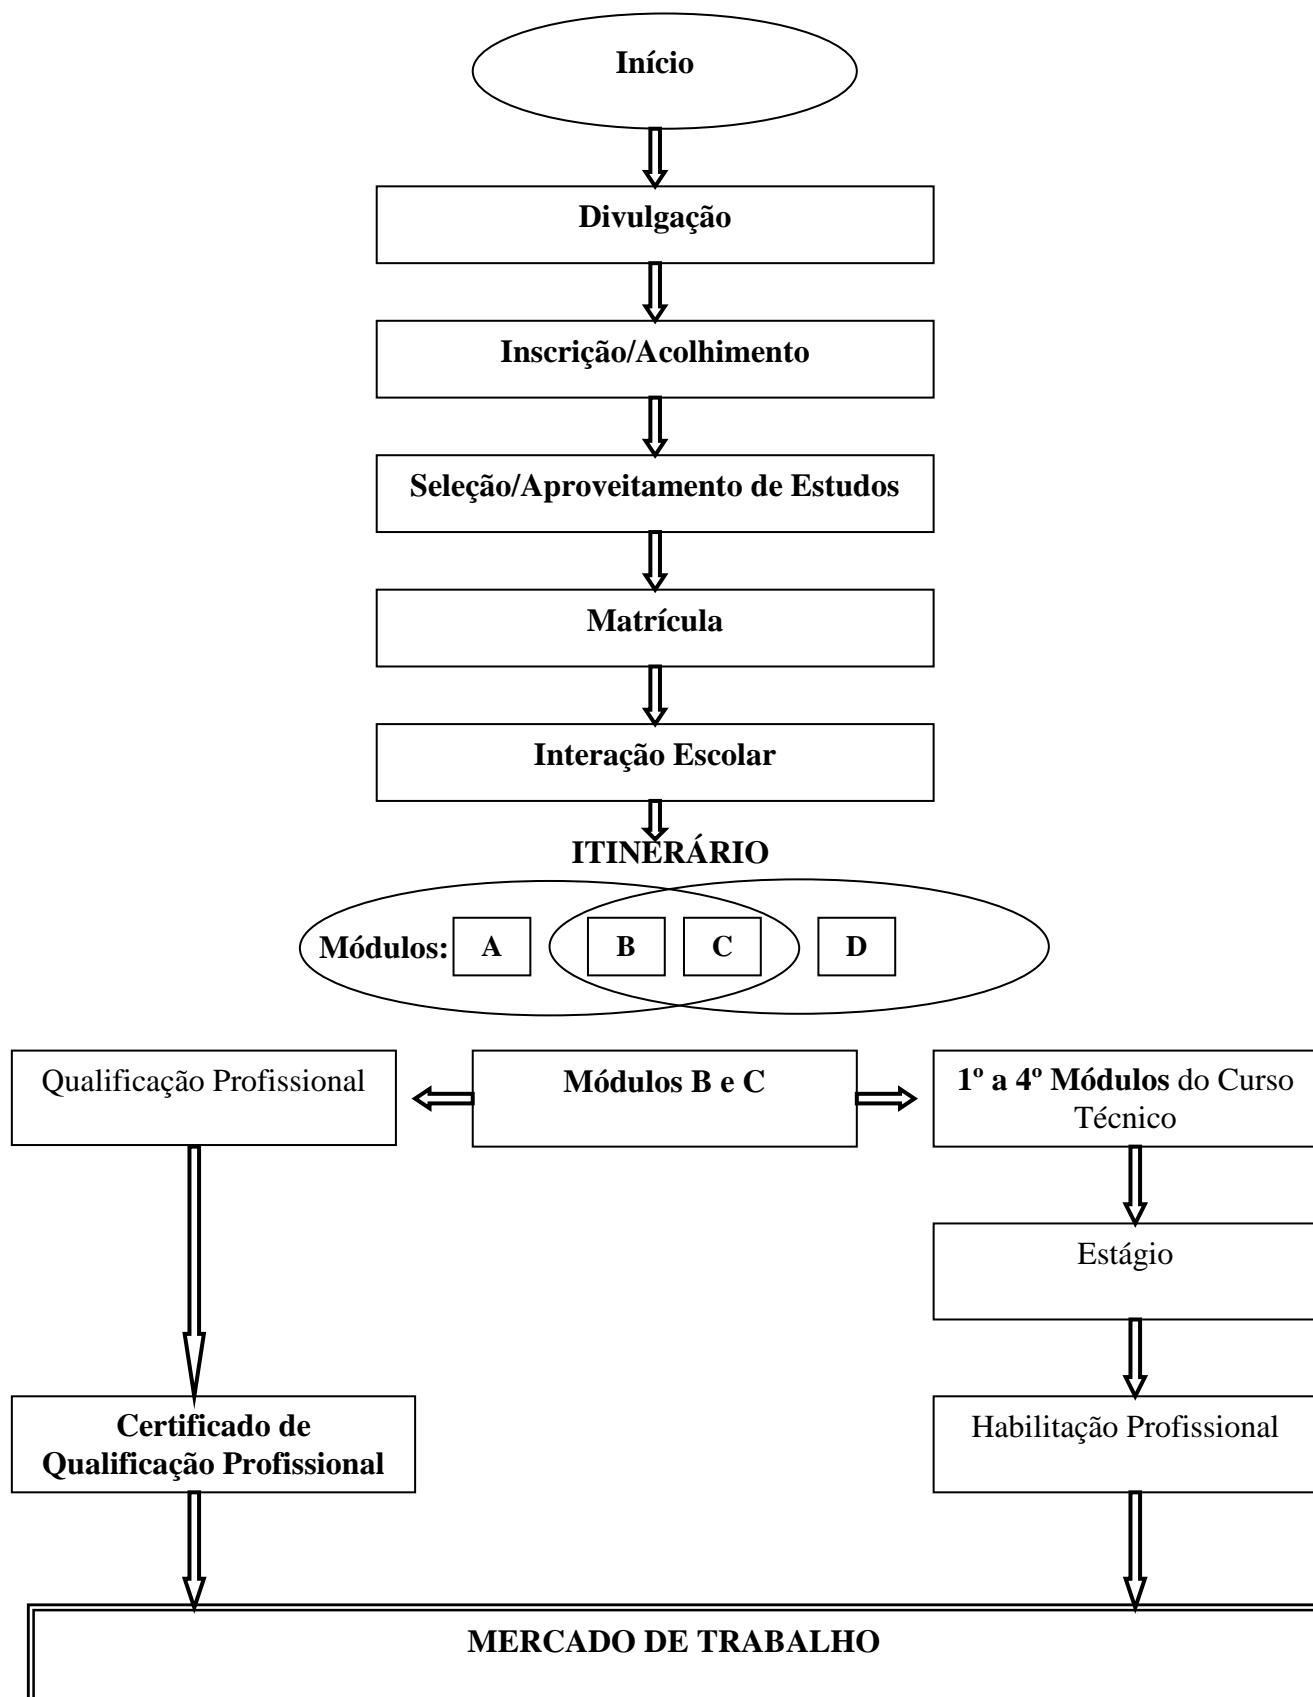 Início
Divulgação
Inscrição/Acolhimento
Seleção/Aproveitamento de Estudos
Matrícula
Interação Escolar
ITINERÁRIO
Módulos: A B C D
Qualificação Profissional
Módulos B e C
1º a 4º Módulos do Curso
Técnico
Estágio
Certificado de
Qualificação Profissional
Habilitação Profissional
MERCADO DE TRABALHO